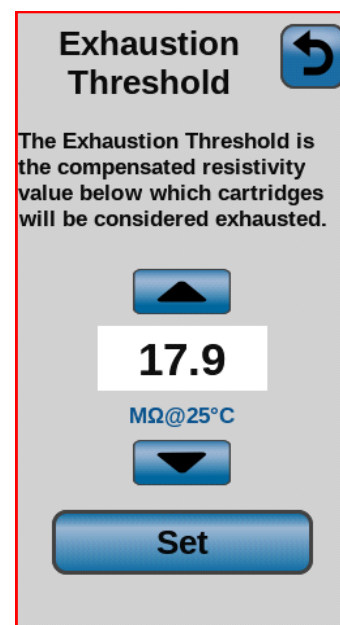 Exhaustion
Threshold
The Exhaustion Threshold is
the compensated resistivity
value below which cartridges
will be considered exhausted.
17.9
MΩ@25°C
Set